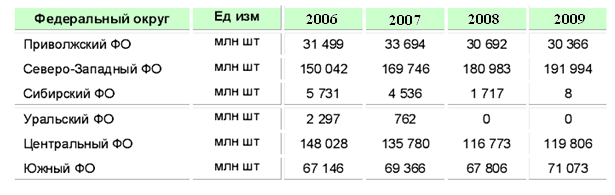 Федеральный округ Ед изм 2006 2007 2008 2009
Приволжский ФО млн шт 31 499 33 694 30 692 30 366
Северо-Западный ФО млн шт 150 042 169 746 180 983 191 994
Сибирский ФО млн шт 5 731 4 536 1 717 8
Уральский ФО млн шт 2 297 762 0 0
Центральный ФО млн шт 148 028 135 780 116 773 119 806
Южный ФО млн шт 67 146 69 366 67 806 71 073